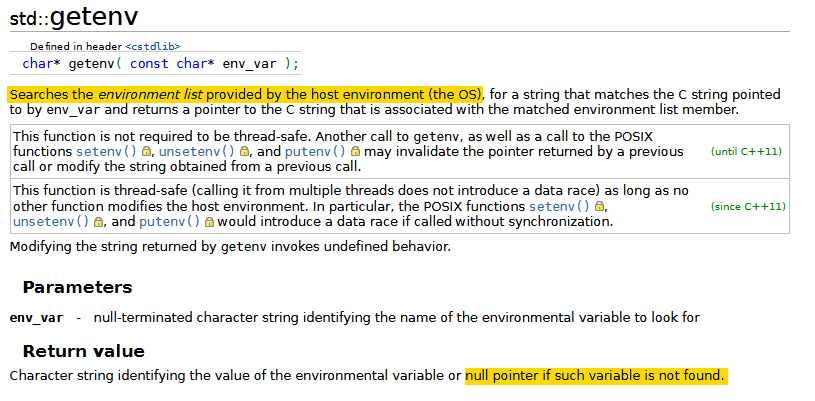 std::getenv
Defined in header <cstdlib>
char* getenv( const char* env_var );
Searches the environment list provided by the host environment (the OS), for a string that matches the C string pointed
to by env_var and returns a pointer to the C string that is associated with the matched environment list member.
This function is not required to be thread-safe. Another call to getenv, as well as a call to the POSIX
functions setenv() , unsetenv() , and putenv() may invalidate the pointer returned by a previous
call or modify the string obtained from a previous call.
(until C++11)
This function is thread-safe (calling it from multiple threads does not introduce a data race) as long as no
other function modifies the host environment. In particular, the POSIX functions setenv() ,
unsetenv() , and putenv() would introduce a data race if called without synchronization.
(since C++11)
Modifying the string returned by getenv invokes undefined behavior.
Parameters
env_var - null-terminated character string identifying the name of the environmental variable to look for
Return value
Character string identifying the value of the environmental variable or null pointer if such variable is not found.